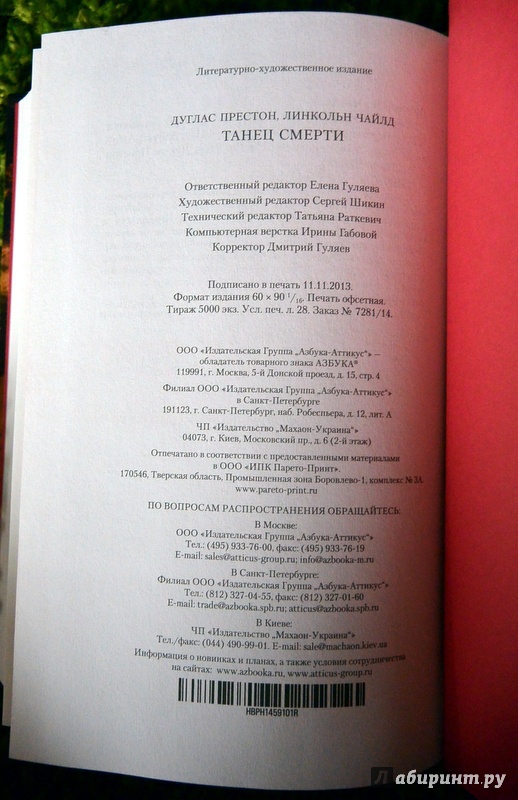 Литературно-художественное издание
ДУГЛАС ПРЕСТОН, ЛИНКОЛЬН ЧАЙЛД
ТАНЕЦ СМЕРТИ
Ответственный редактор Елена Гуляева
Художественный редактор Сергей Шикин
Технический редактор Татьяна Раткевич
Компьютерная верстка Ирины Габовой
Корректор Дмитрий Гуляев
Подписано в печать 11.11.2013.
Формат издания 60 × 90 1/16. Печать офсетная.
Тираж 5000 экз. Усл. печ. л. 28. Заказ № 7281/14.
ООО «Издательская Группа „Азбука-Аттикус“» —
обладатель товарного знака АЗБУКА®
119991, г. Москва, 5-й Донской проезд, д. 15, стр. 4
Филиал ООО «Издательская Группа „Азбука-Аттикус“»
в Санкт-Петербурге
191123, г. Санкт-Петербург, наб. Робеспьера, д. 12, лит. А
ЧП «Издательство „Махаон-Украина“»
04073, г. Киев, Московский пр., д. 6 (2-й этаж)
Отпечатано в соответствии с предоставленными материалами
в ООО «ИПК Парето-Принт».
170546, Тверская область, Промышленная зона Боровлево-1, комплекс № 3А.
www.pareto-print.ru
ПО ВОПРОСАМ РАСПРОСТРАНЕНИЯ ОБРАЩАЙТЕСЬ:
В Москве:
ООО «Издательская Группа „Азбука-Аттикус“»
Тел.: (495) 933-76-00, факс: (495) 933-76-19
E-mail: sales@atticus-group.ru; info@azbooka-m.ru
В Санкт-Петербурге:
Филиал ООО «Издательская Группа „Азбука-Аттикус“»
Тел.: (812) 327-04-55, факс: (812) 327-01-60
E-mail: trade@azbooka.spb.ru; atticus@azbooka.spb.ru
В Киеве:
ЧП «Издательство „Махаон-Украина“»
Тел./факс: (044) 490-99-01. E-mail: sale@machaon.kiev.ua
Информация о новинках и планах, а также условия сотрудничества
на сайтах: www.azbooka.ru, www.atticus-group.ru
HBPH1459101R
Лабиринт.ру